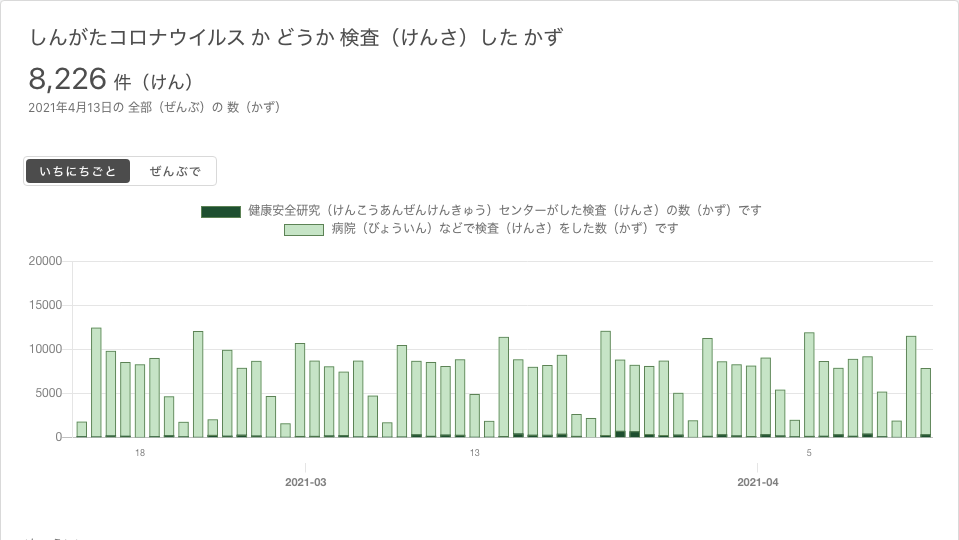 しんがたコロナウイルス か どうか 検査（けんさ）した かず
8,226 件（けん）
2021年4月13日の 全部（ぜんぶ）の 数（かず）
いちにちごと ぜんぶで
健康安全研究（けんこうあんぜんけんきゅう）センターがした検査（けんさ）の数（かず）です
病院（びょういん）などで検査（けんさ）をした数（かず）です
20000
15000
10000
5000
0
18 13 5
2021-03 2021-04